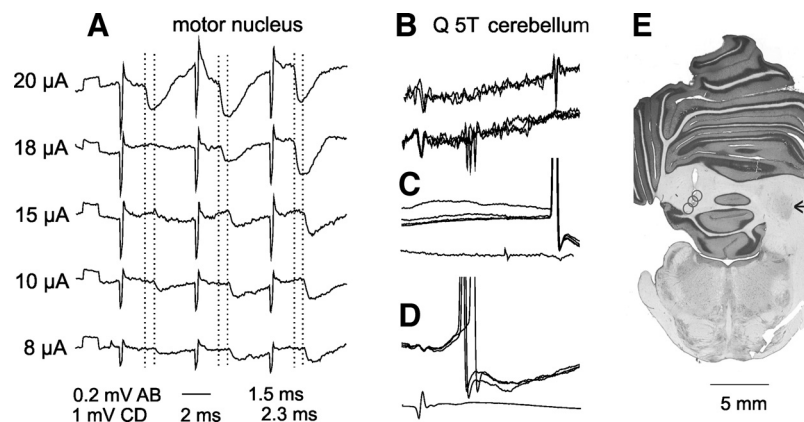 A motor nucleus
B Q 5T cerebellum
E
20 µA
18 µA
15 µA
10 µA
8 µA
C
D
0.2 mV AB 1.5 ms
1 mV CD 2 ms 2.3 ms
5 mm